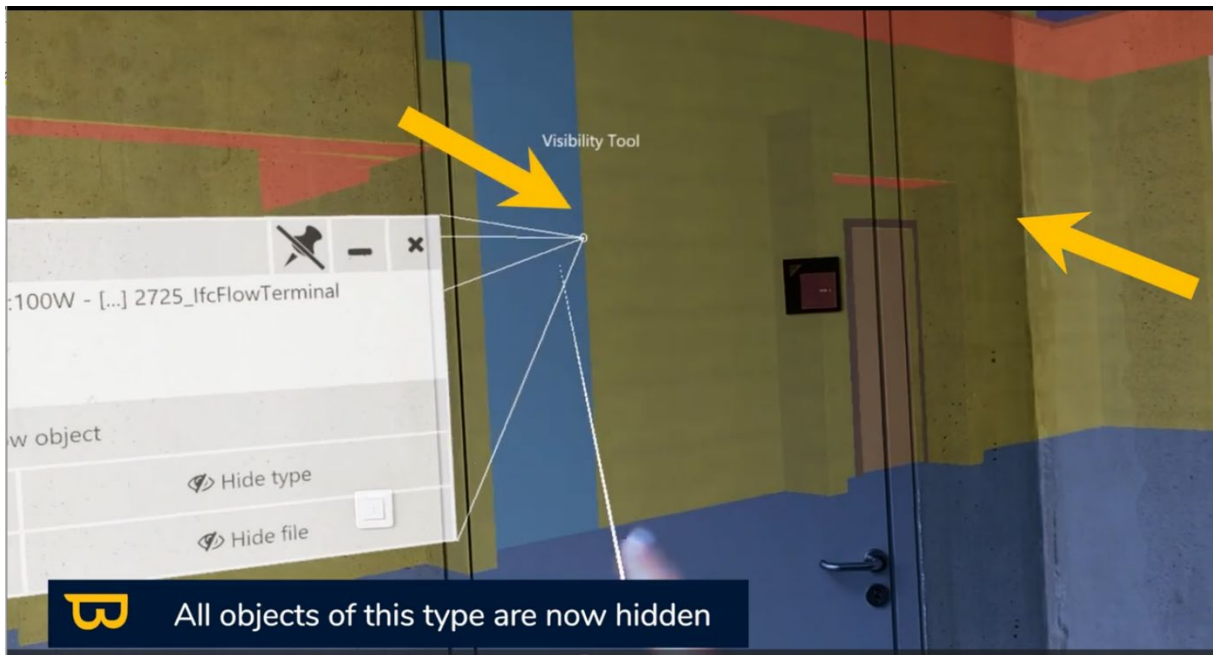 Visibility Tool
:100W - [...] 2725_IfcFlowTerminal
w object
Hide type
Hide file
All objects of this type are now hidden